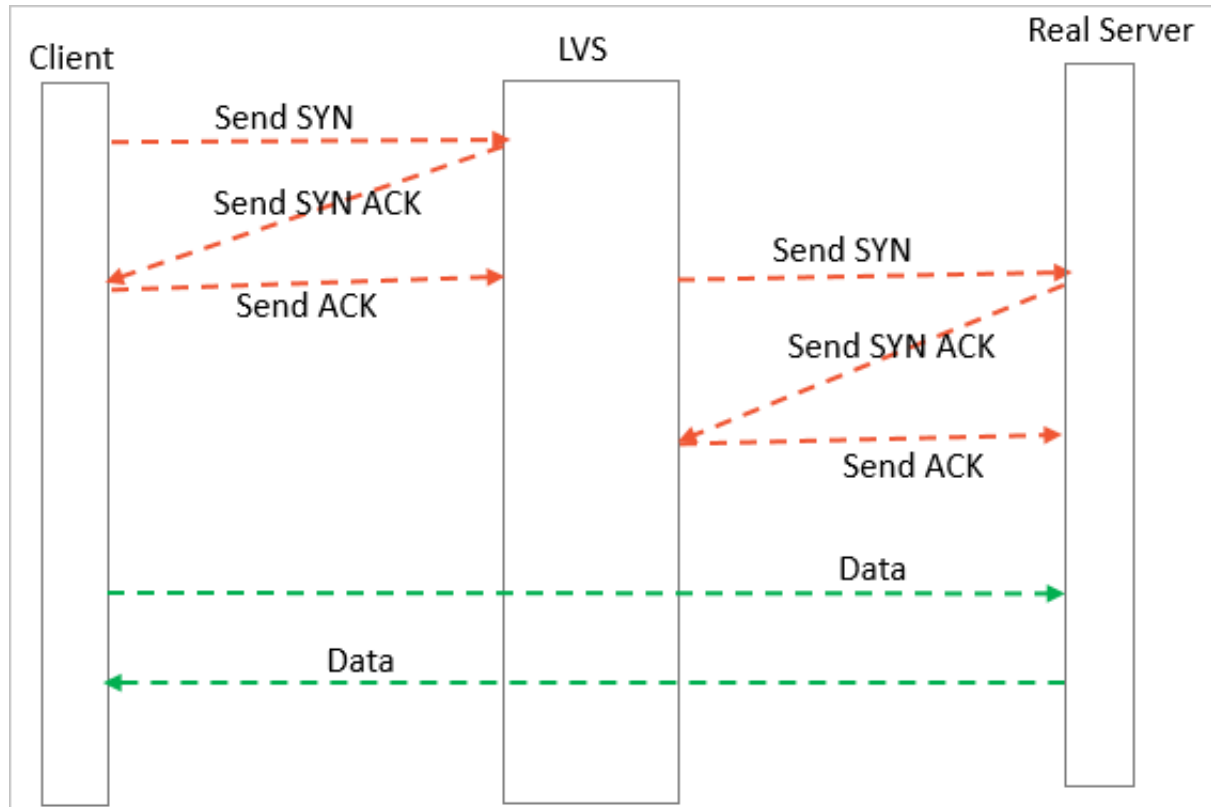 Client
LVS
Real Server
Send SYN
Send SYN ACK
Send SYN
Send ACK
Send SYN ACK
Send ACK
Data
Data